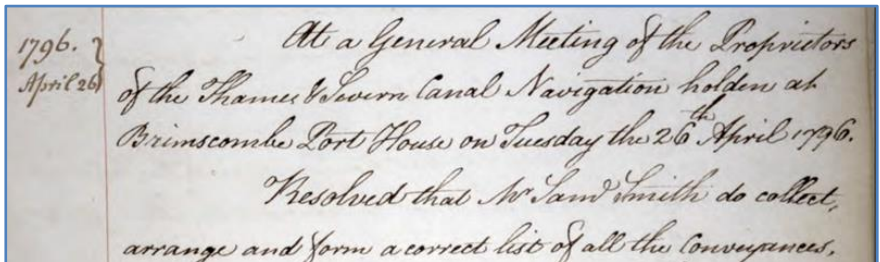 1796.
April 26
At a General Meeting of the Proprietors
of the Thames & Severn Canal Navigation holden at
Brimscombe Port House on Tuesday the 26th April 1796.
Resolved that Mr Saml Smith do collect,
arrange and form a correct list of all the Conveyances,